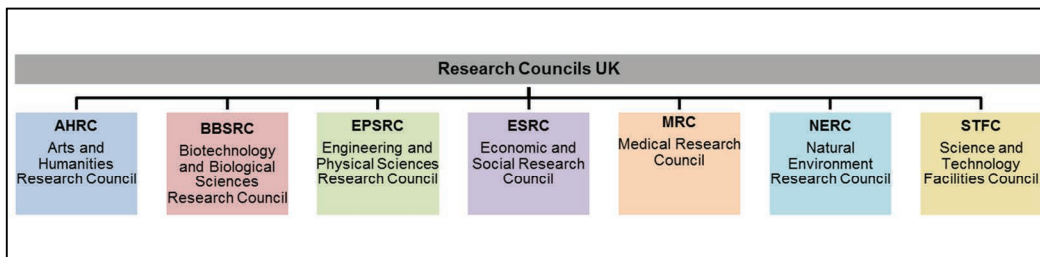 Research Councils UK
AHRC
Arts and
Humanities
Research Council
BBSRC
Biotechnology
and Biological
Sciences
Research Council
EPSRC
Engineering and
Physical Sciences
Research Council
ESRC
Economic and
Social Research
Council
MRC
Medical Research
Council
NERC
Natural
Environment
Research Council
STFC
Science and
Technology
Facilities Council